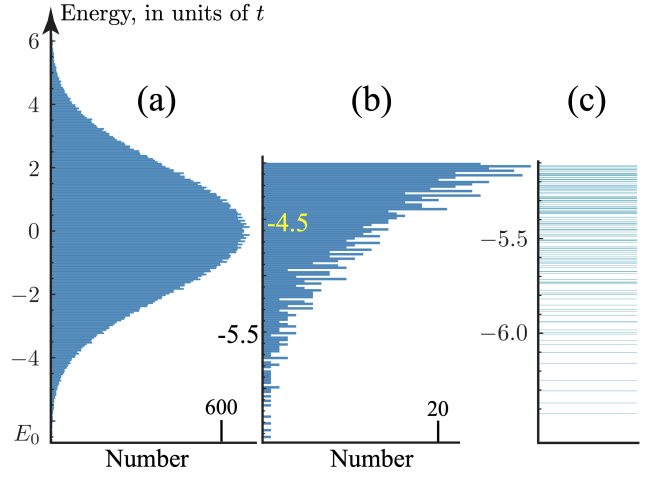 Energy, in units of t
6
4
2
0
−2
−4
E0
600
Number
(a)
(b)
-4.5
-5.5
20
Number
(c)
−5.5
−6.0